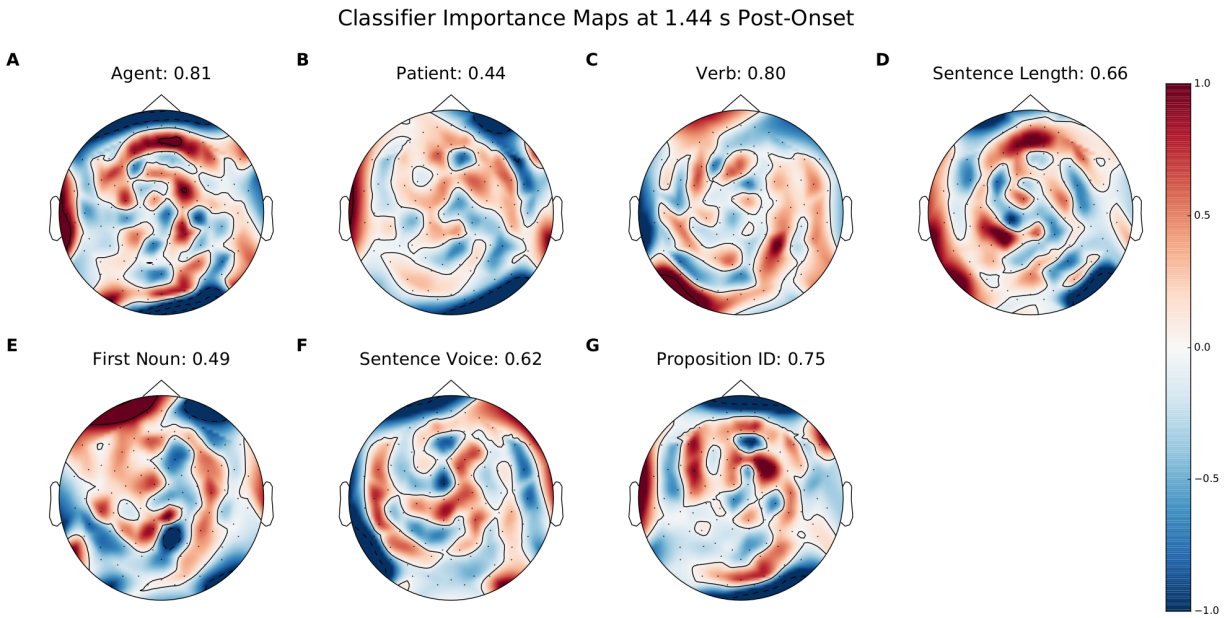 Classifier Importance Maps at 1.44 s Post-Onset
A
Agent: 0.81
B
Patient: 0.44
C
Verb: 0.80
D
Sentence Length: 0.66
1.0
0.5
0.0
−0.5
−1.0
E
First Noun: 0.49
F
Sentence Voice: 0.62
G
Proposition ID: 0.75